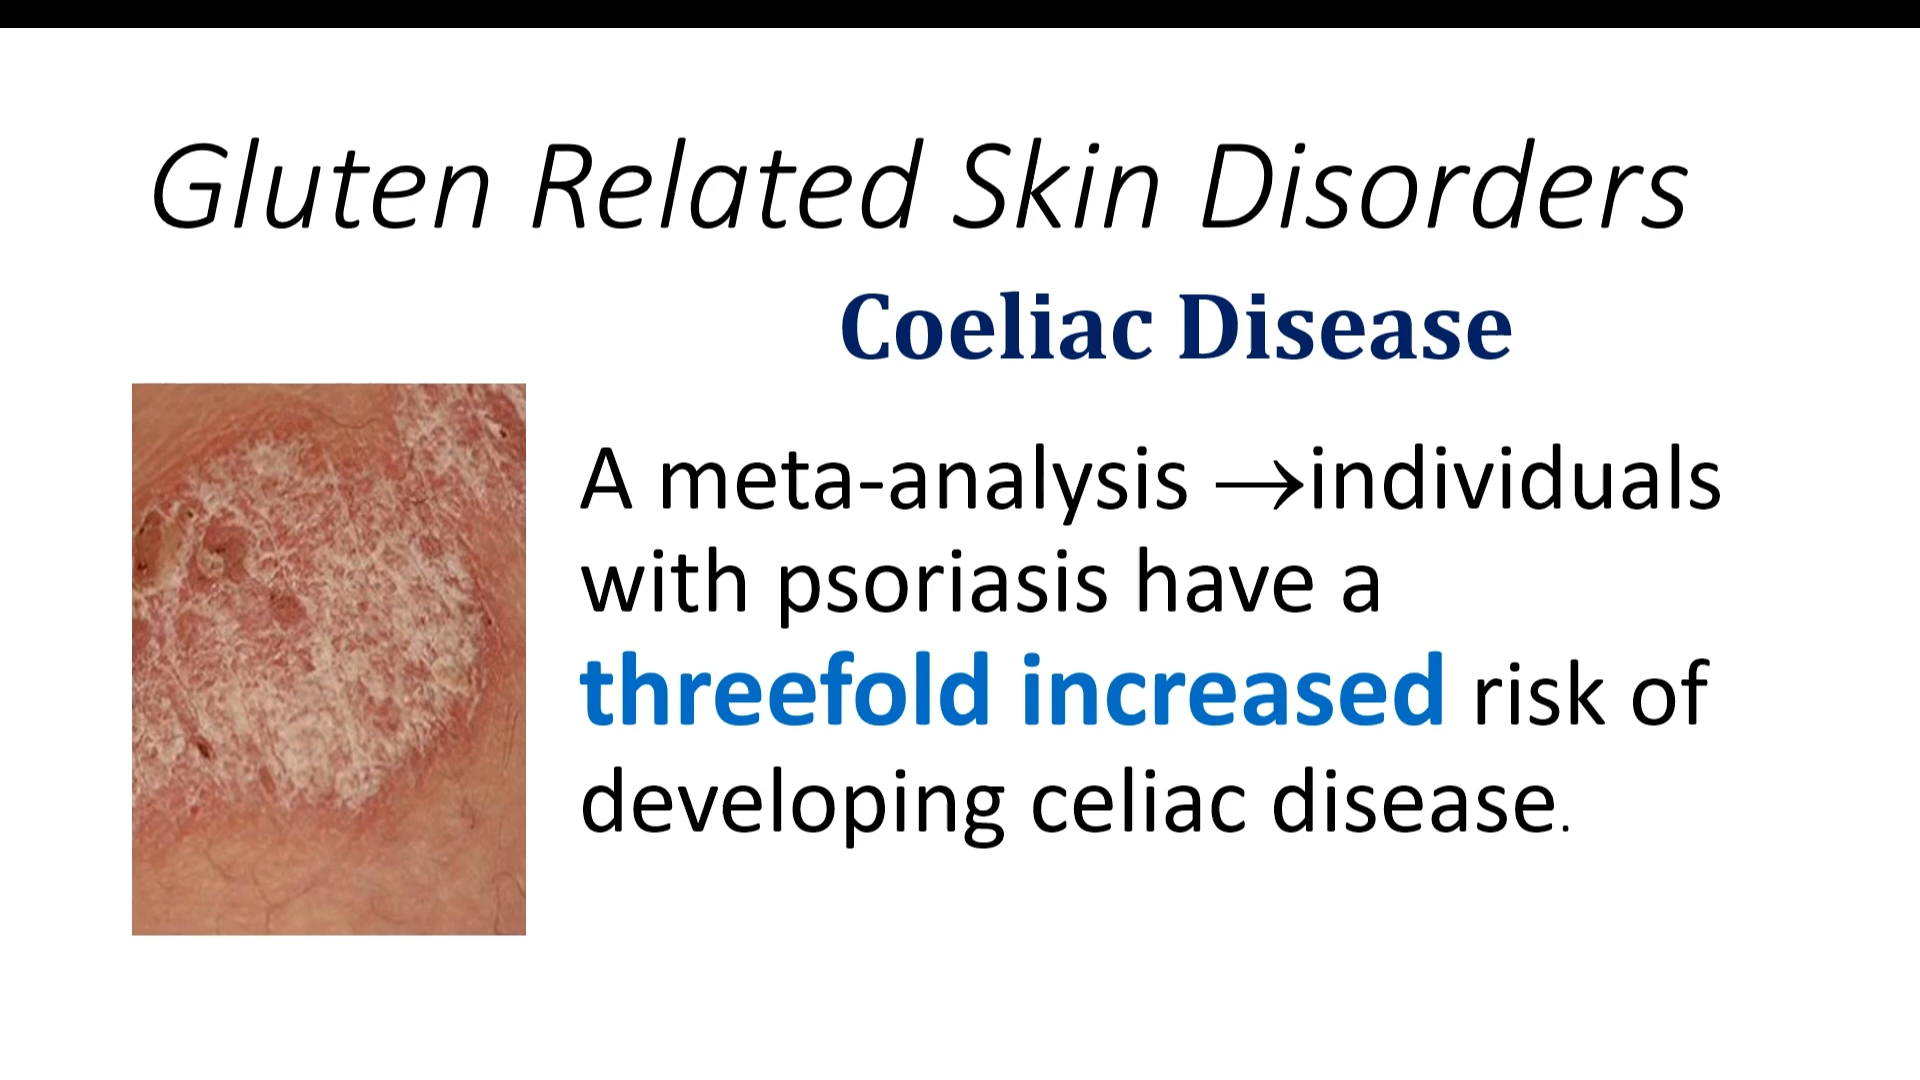 Gluten Related Skin Disorders
Coeliac Disease
A meta-analysis →individuals
with psoriasis have a
threefold increased risk of
developing celiac disease.